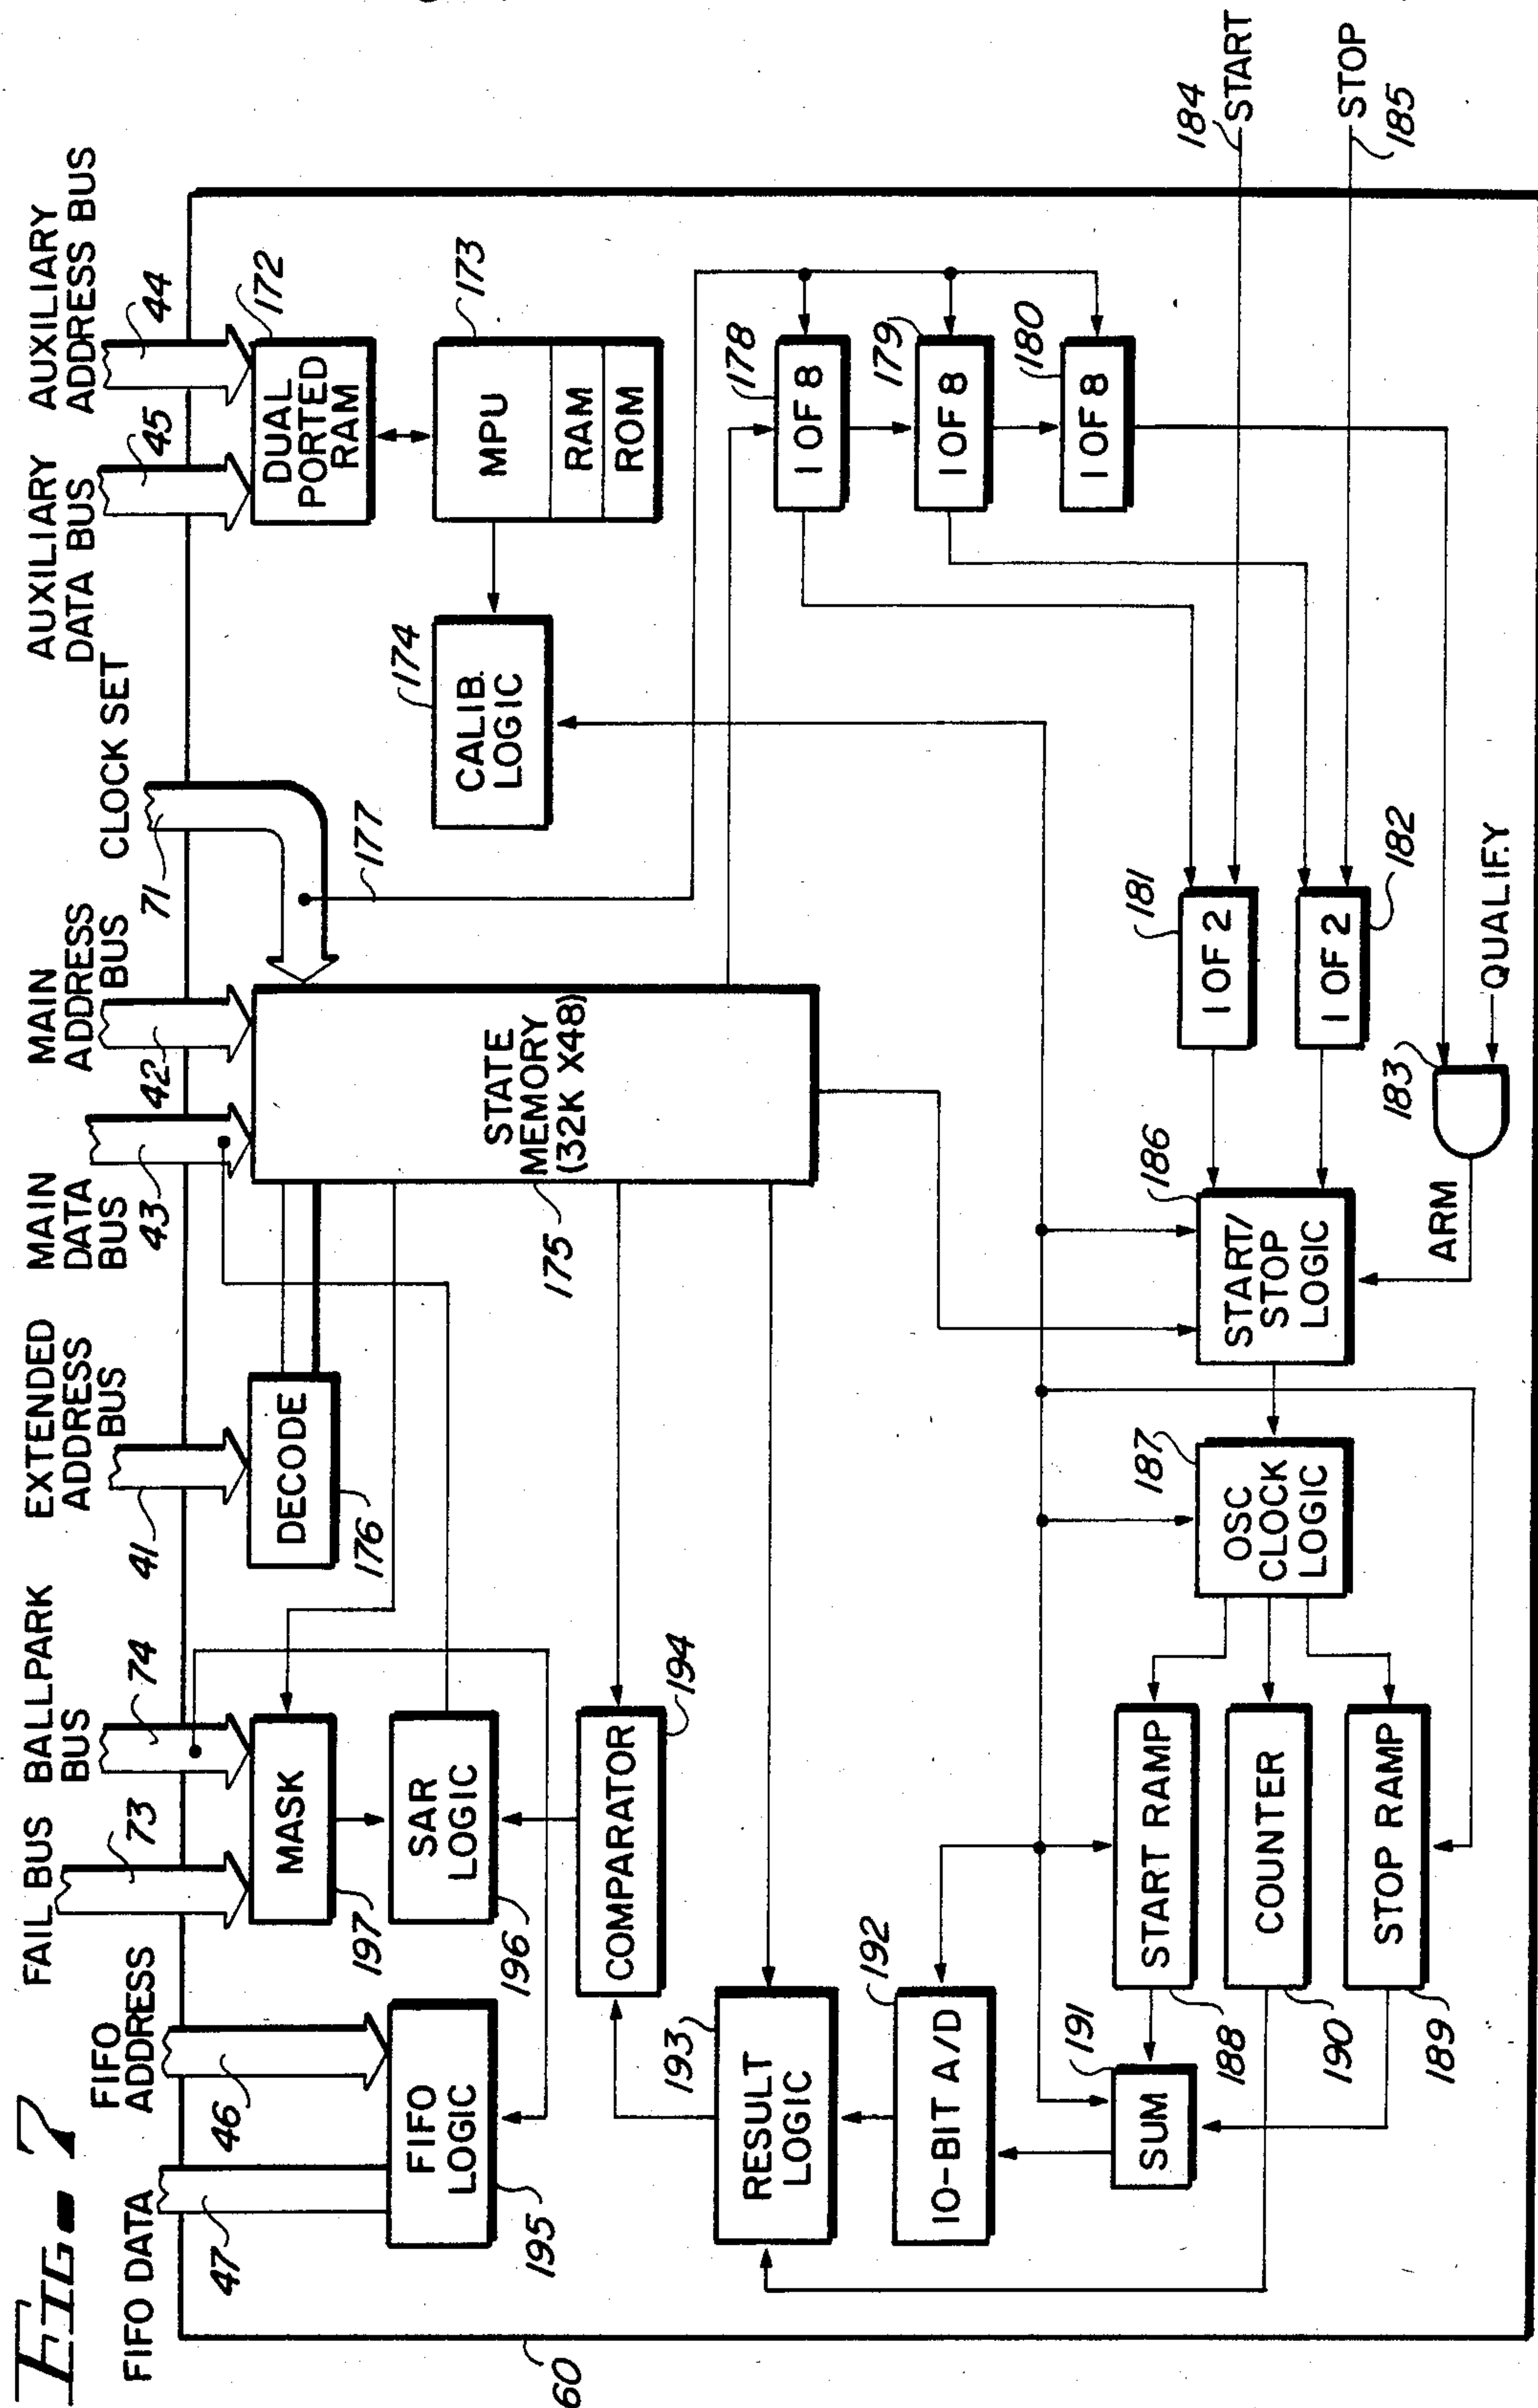 FIG-7
FIFO DATA
47
FIFO
ADDRESS
46
FAIL BUS
73
BALLPARK
BUS
74
EXTENDED
ADDRESS
BUS
41
MAIN
DATA
BUS
43
MAIN
ADDRESS
BUS
42
CLOCK SET
71
AUXILIARY
DATA BUS
45
AUXILIARY
ADDRESS BUS
44
FIFO
LOGIC
195
MASK
197
SAR
LOGIC
196
DECODE
176
COMPARATOR
194
STATE
MEMORY
(32K X48)
175
177
DUAL
PORTED
RAM
172
MPU
RAM
ROM
173
CALIB.
LOGIC
174
1 OF 8
178
1 OF 8
179
1 OF 8
180
RESULT
LOGIC
193
10-BIT A/D
192
SUM
191
START RAMP
188
COUNTER
190
STOP RAMP
189
OSC
CLOCK
LOGIC
187
START/
STOP
LOGIC
186
1 OF 2
181
1 OF 2
182
183
ARM
QUALIFY
184
START
STOP
185
60